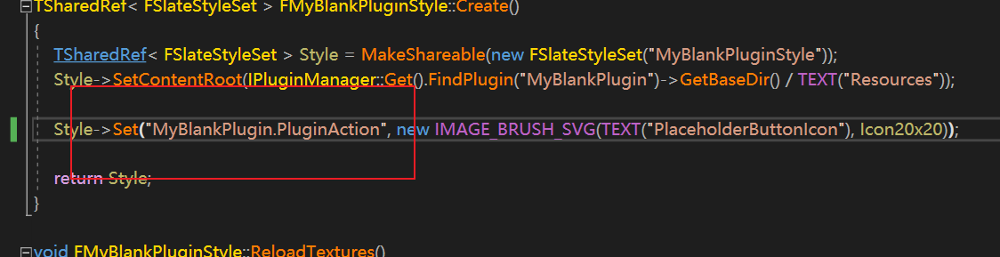 TSharedRef< FSlateStyleSet > FMyBlankPluginStyle::Create()
{
TSharedRef< FSlateStyleSet > Style = MakeShareable(new FSlateStyleSet("MyBlankPluginStyle"));
Style->SetContentRoot(IPluginManager::Get().FindPlugin("MyBlankPlugin")->GetBaseDir() / TEXT("Resources"));
Style->Set("MyBlankPlugin.PluginAction", new IMAGE_BRUSH_SVG(TEXT("PlaceholderButtonIcon"), Icon20x20));
return Style;
}
void FMyBlankPluginStyle::ReloadTextures()